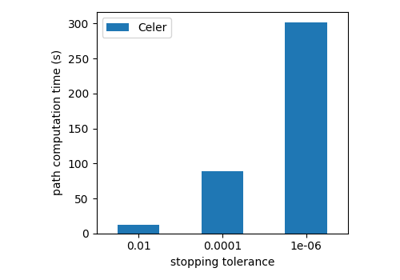 Celer
300
250
200
150
100
50
0
path computation time (s)
0.01 0.0001 1e-06
stopping tolerance